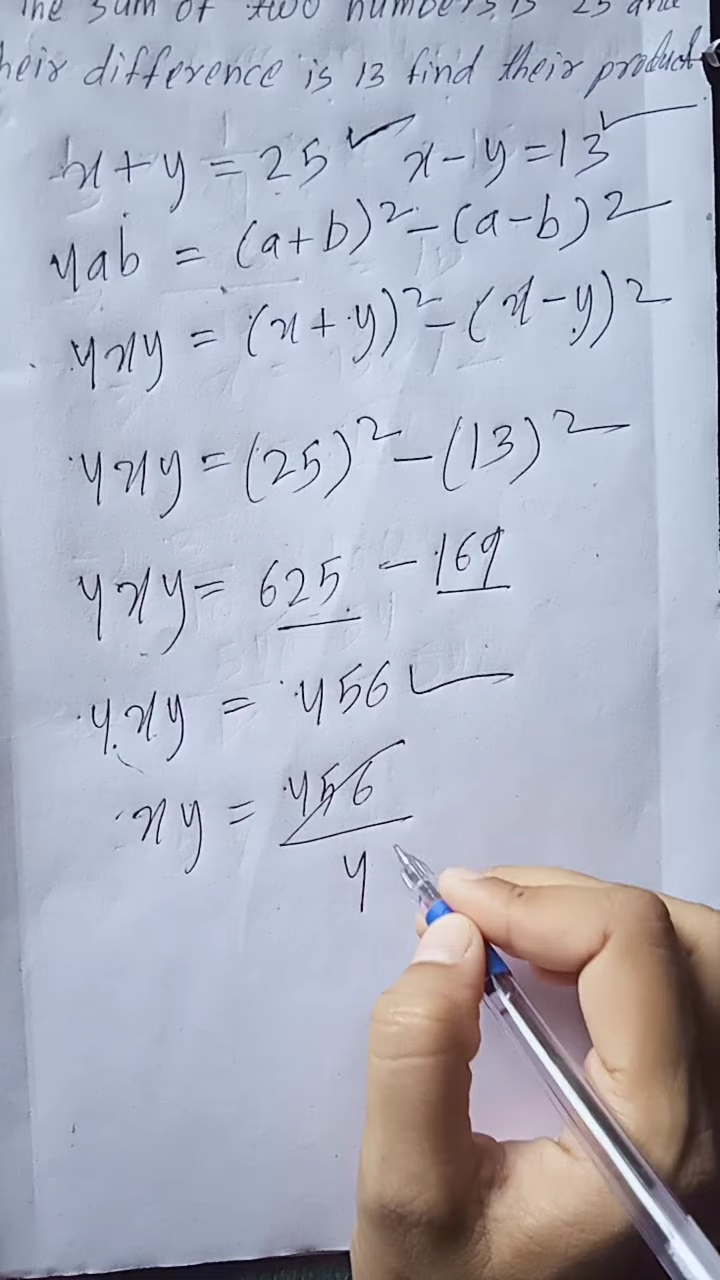 The sum of two numbers is 25 and
their difference is 13 find their product
x+y=25 x-y=13
4ab = (a+b)²-(a-b)²
4xy = (x+y)²-(x-y)²
4xy=(25)²-(13)²
4xy= 625 - 169
4xy = 456
xy = 456
4